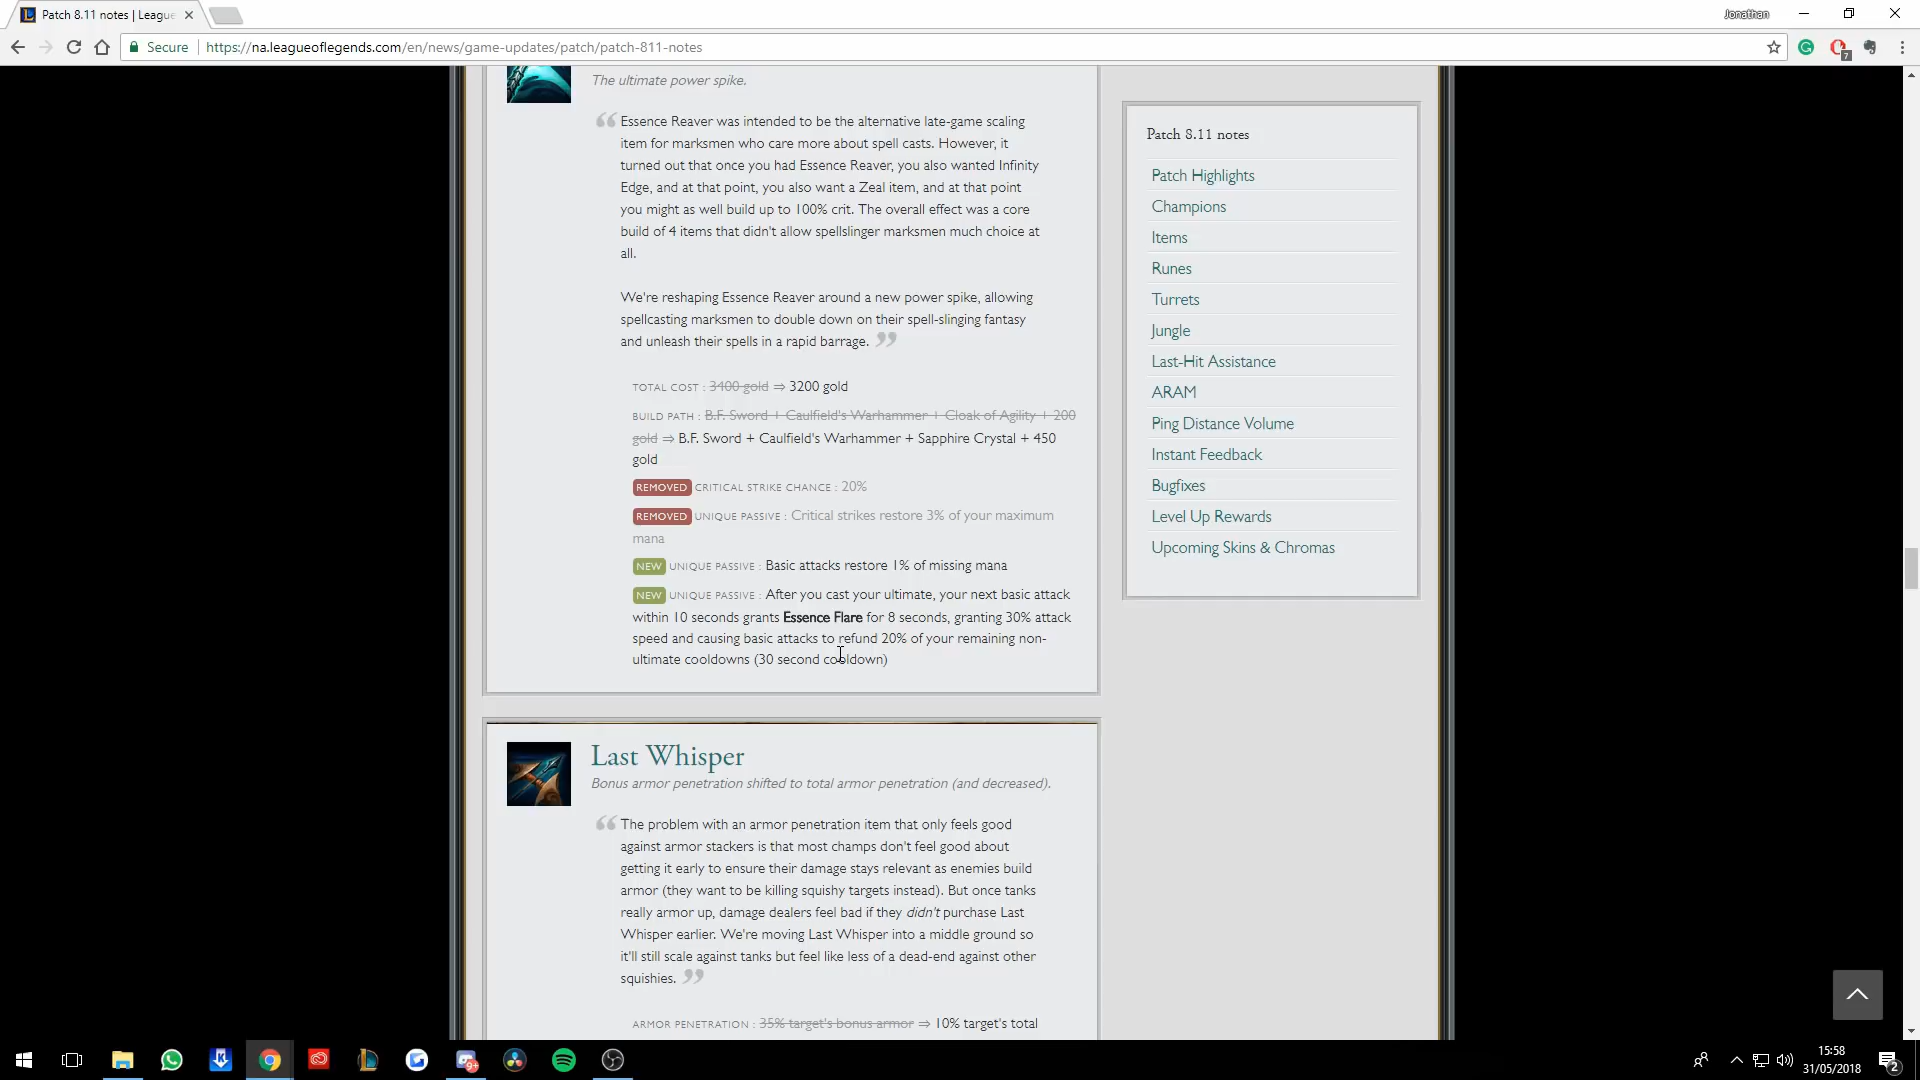 Patch 8.11 notes | League
Jonathan
Secure
https://na.leagueoflegends.com/en/news/game-updates/patch/patch-811-notes
7
The ultimate power spike.
Essence Reaver was intended to be the alternative late-game scaling
item for marksmen who care more about spell casts. However, it
turned out that once you had Essence Reaver, you also wanted Infinity
Edge, and at that point, you also want a Zeal item, and at that point
you might as well build up to 100% crit. The overall effect was a core
build of 4 items that didn't allow spellslinger marksmen much choice at
all.
We're reshaping Essence Reaver around a new power spike, allowing
spellcasting marksmen to double down on their spell-slinging fantasy
and unleash their spells in a rapid barrage.
TOTAL COST : 3400 gold ⇒ 3200 gold
BUILD PATH : B.F. Sword + Caulfield's Warhammer + Cloak of Agility + 200
gold ⇒ B.F. Sword + Caulfield's Warhammer + Sapphire Crystal + 450
gold
REMOVED CRITICAL STRIKE CHANCE : 20%
REMOVED UNIQUE PASSIVE : Critical strikes restore 3% of your maximum
mana
NEW UNIQUE PASSIVE : Basic attacks restore 1% of missing mana
NEW UNIQUE PASSIVE : After you cast your ultimate, your next basic attack
within 10 seconds grants Essence Flare for 8 seconds, granting 30% attack
speed and causing basic attacks to refund 20% of your remaining non-
ultimate cooldowns (30 second cooldown)
Last Whisper
Bonus armor penetration shifted to total armor penetration (and decreased).
The problem with an armor penetration item that only feels good
against armor stackers is that most champs don't feel good about
getting it early to ensure their damage stays relevant as enemies build
armor (they want to be killing squishy targets instead). But once tanks
really armor up, damage dealers feel bad if they didn't purchase Last
Whisper earlier. We're moving Last Whisper into a middle ground so
it'll still scale against tanks but feel like less of a dead-end against other
squishies.
ARMOR PENETRATION : 35% target's bonus armor ⇒ 10% target's total
Patch 8.11 notes
Patch Highlights
Champions
Items
Runes
Turrets
Jungle
Last-Hit Assistance
ARAM
Ping Distance Volume
Instant Feedback
Bugfixes
Level Up Rewards
Upcoming Skins & Chromas
9+
15:58
31/05/2018
2